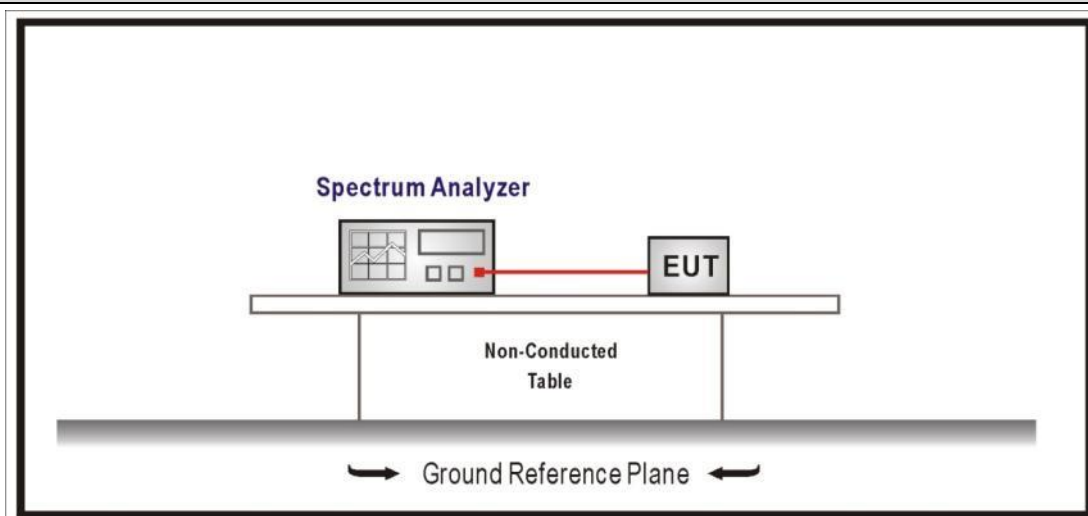 Spectrum Analyzer
EUT
Non-Conducted
Table
Ground Reference Plane